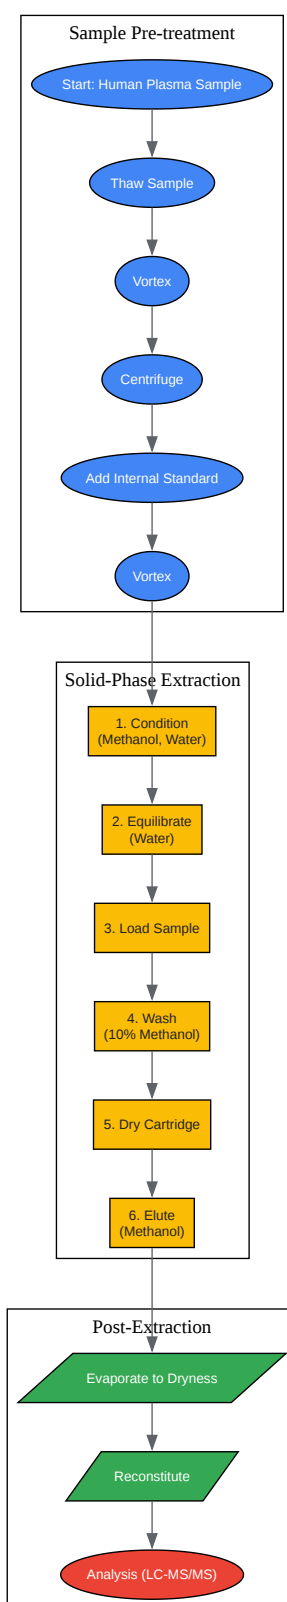 Sample Pre-treatment
Start: Human Plasma Sample
Thaw Sample
Vortex
Centrifuge
Add Internal Standard
Vortex
Solid-Phase Extraction
1. Condition
(Methanol, Water)
2. Equilibrate
(Water)
3. Load Sample
4. Wash
(10% Methanol)
5. Dry Cartridge
6. Elute
(Methanol)
Post-Extraction
Evaporate to Dryness
Reconstitute
Analysis (LC-MS/MS)